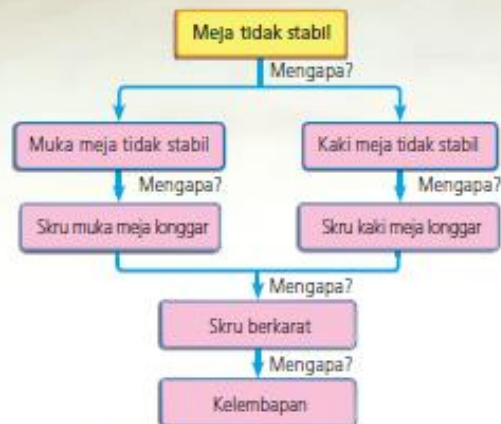 Meja tidak stabil
Mengapa?
Muka meja tidak stabil
Kaki meja tidak stabil
Mengapa?
Mengapa?
Skru muka meja longgar
Skru kaki meja longgar
Mengapa?
Skru berkarat
Mengapa?
Kelembapan